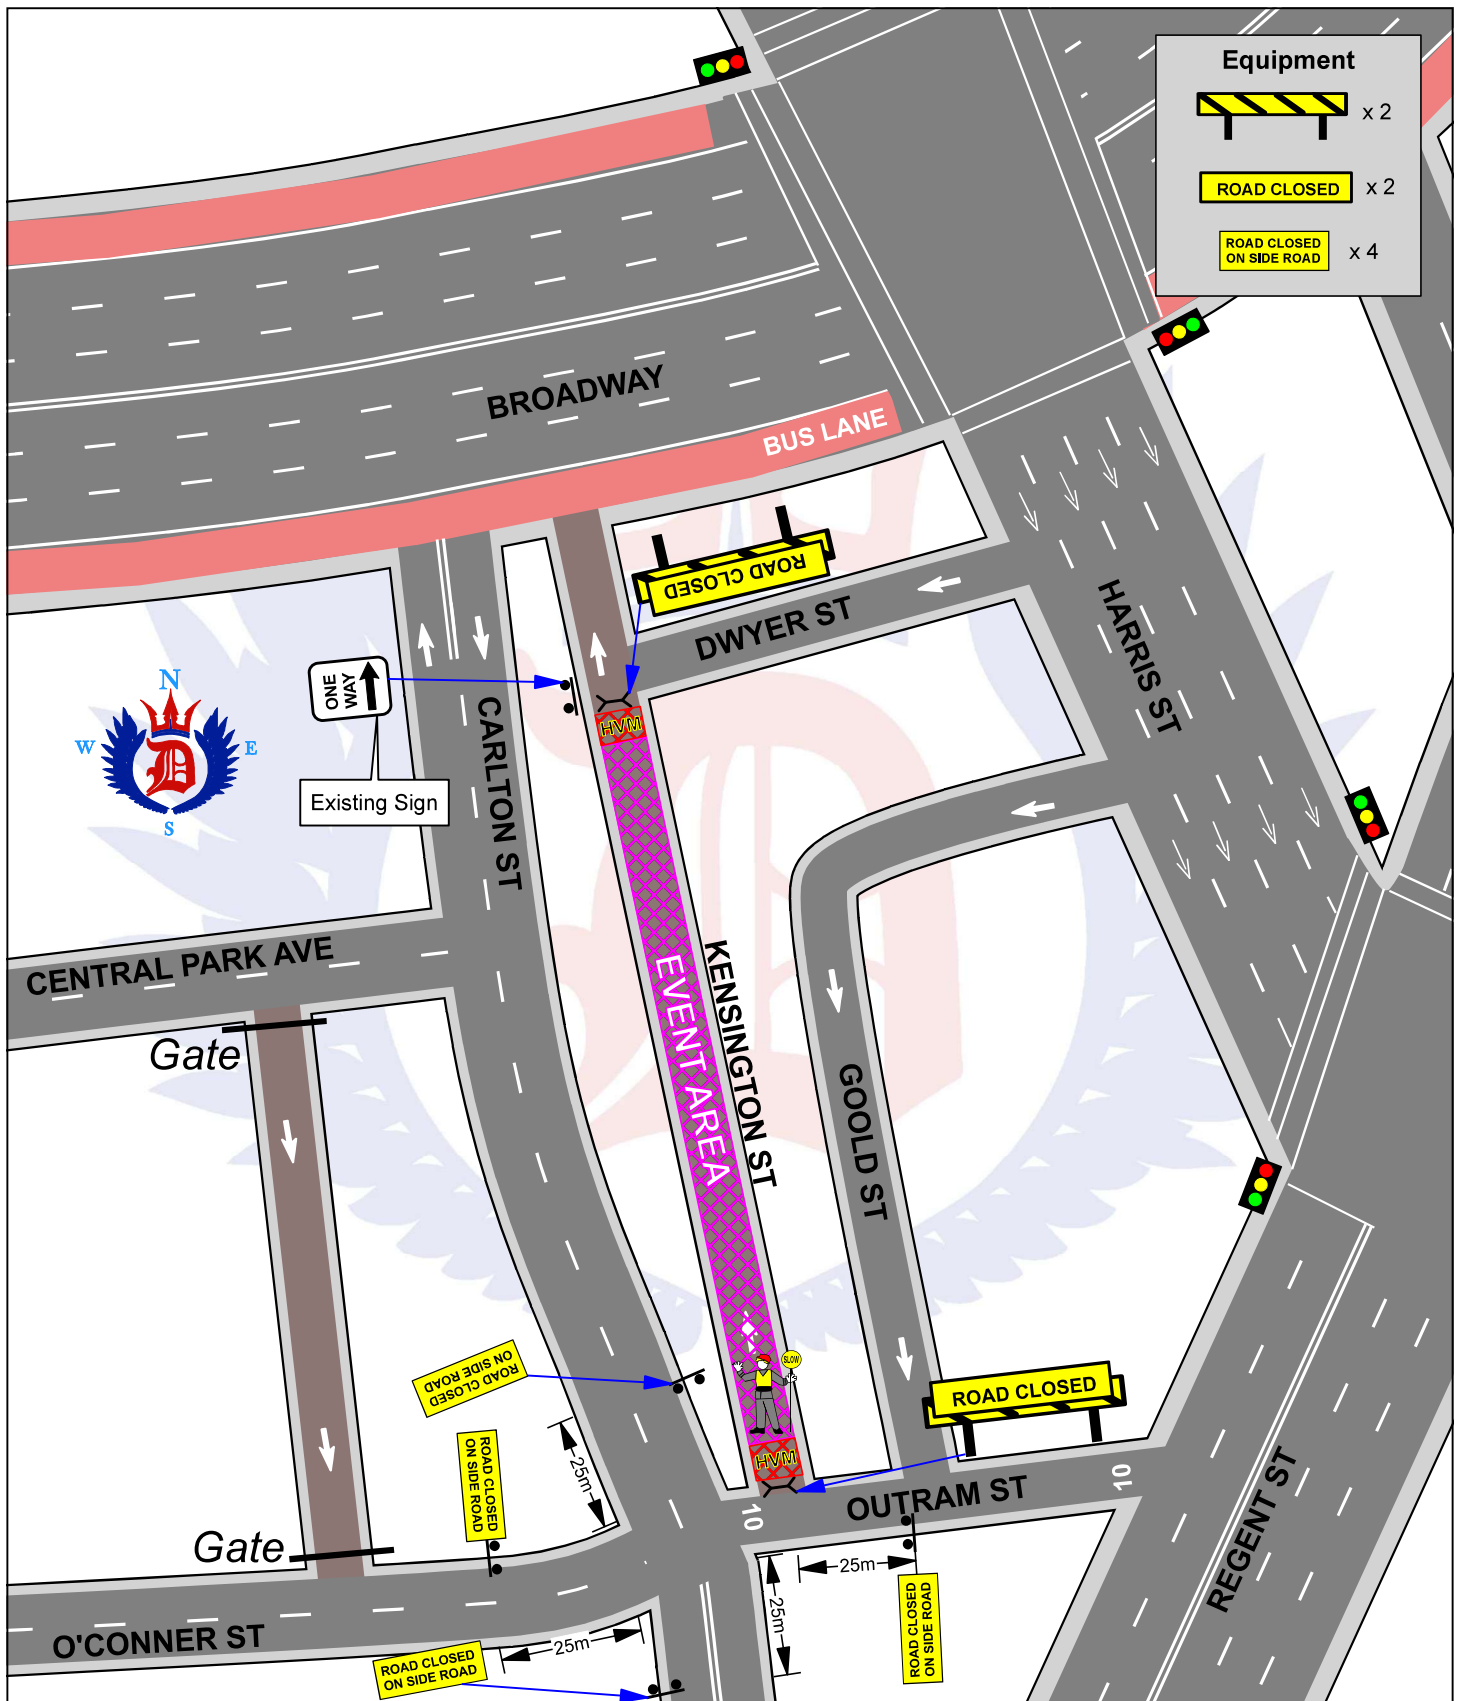 Equipment
x 2
ROAD CLOSED
x 2
ROAD CLOSED
ON SIDE ROAD
x 4
BROADWAY
BUS LANE
ROAD CLOSED
DWYER ST
HARRIS ST
ONE
WAY
N
W
E
D
S
Existing Sign
CARLTON ST
HVM
CENTRAL PARK AVE
Gate
EVENT AREA
KENSINGTON ST
GOOLD ST
SLOW
ROAD CLOSED
ON SIDE ROAD
ROAD CLOSED
HVM
ROAD CLOSED
ON SIDE ROAD
25m
10
OUTRAM ST
10
REGENT ST
Gate
25m
25m
ROAD CLOSED
ON SIDE ROAD
O'CONNER ST
25m
ROAD CLOSED
ON SIDE ROAD